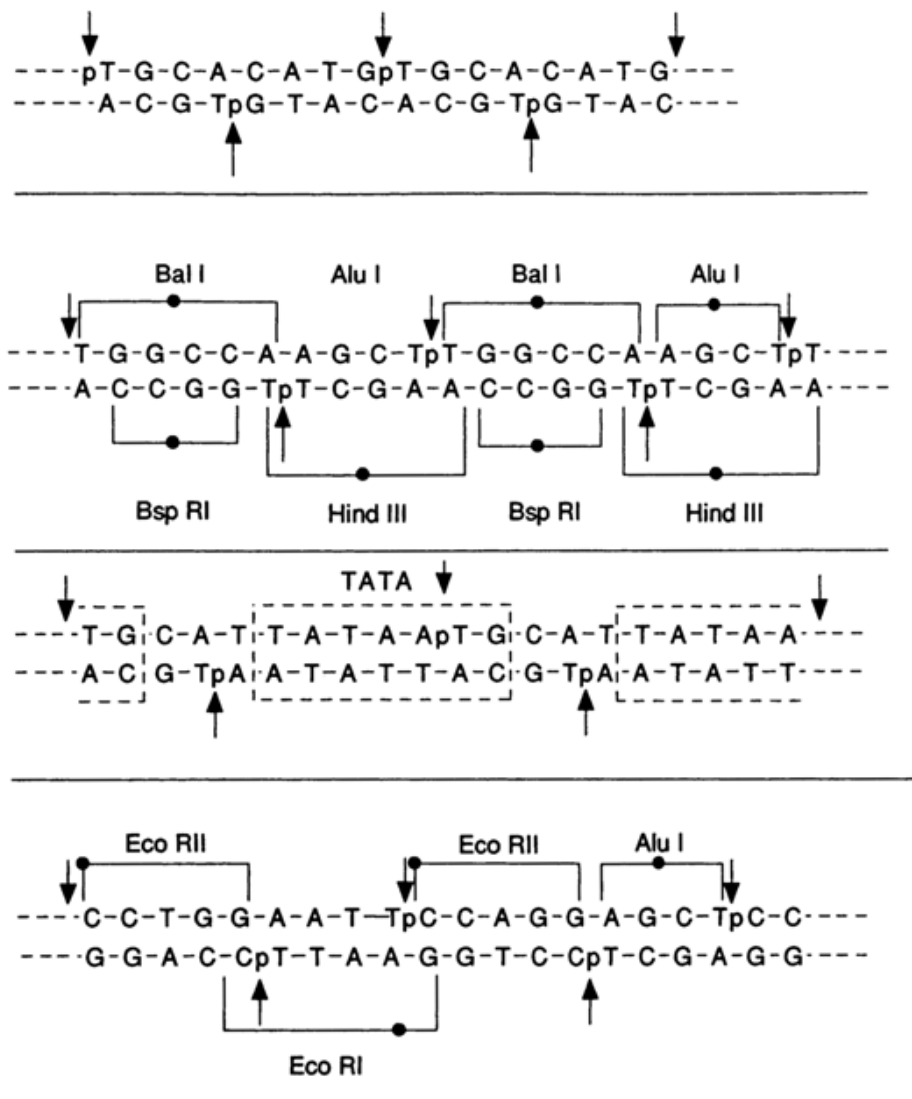 ----pT-G-C-A-C-A-T-GpT-G-C-A-C-A-T-G----
----A-C-G-TpG-T-A-C-A-C-G-TpG-T-A-C----
Bal I Alu I Bal I Alu I
----T-G-G-C-C-A-A-G-C-TpT-G-G-C-C-A-A-G-C-TpT----
----A-C-C-G-G-TpT-C-G-A-A-C-C-G-G-TpT-C-G-A-A----
Bsp RI Hind III Bsp RI Hind III
TATA
----T-G-C-A-T-T-A-T-A-ApT-G-C-A-T-T-A-T-A-A----
----A-C-G-TpA-A-T-A-T-T-A-C-G-TpA-A-T-A-T-T----
Eco RII Eco RII Alu I
----C-C-T-G-G-A-A-T-TpC-C-A-G-G-A-G-C-TpC-C----
----G-G-A-C-CpT-T-A-A-G-G-T-C-CpT-C-G-A-G-G----
Eco RI